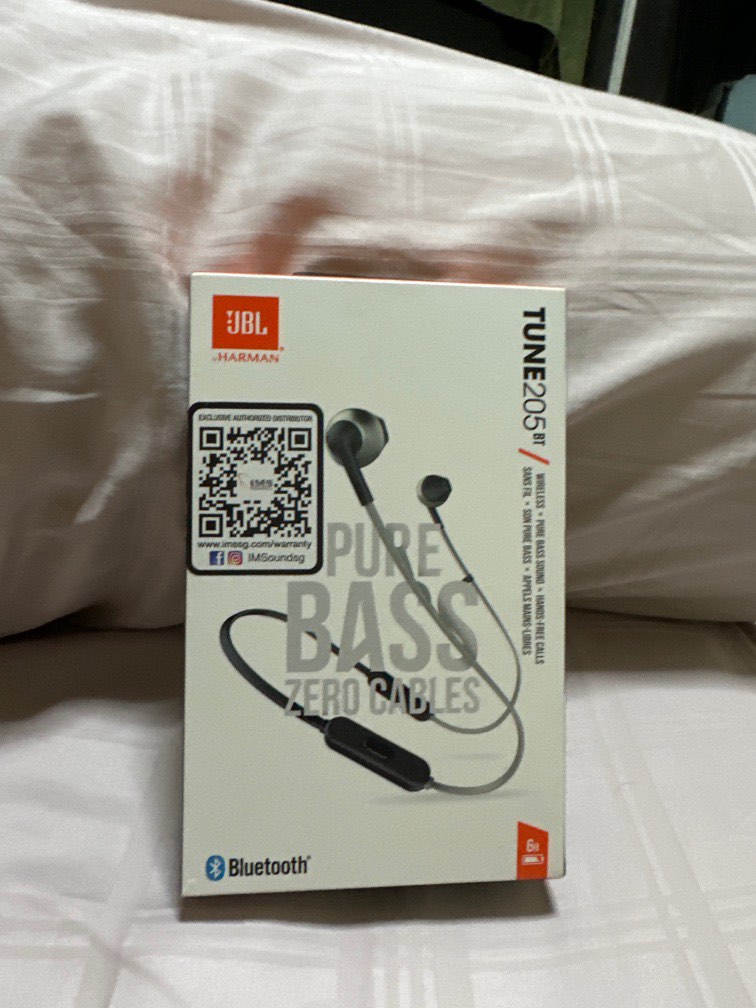 JBL
by HARMAN
EXCLUSIVE AUTHORIZED DISTRIBUTOR
www.imssg.com/warranty
IMSoundsg
TUNE205BT
WIRELESS • PURE BASS SOUND • HANDS-FREE CALLS
SANS FIL • SON PURE BASS • APPELS MAINS-LIBRES
PURE
BASS
ZERO CABLES
6H
Bluetooth®